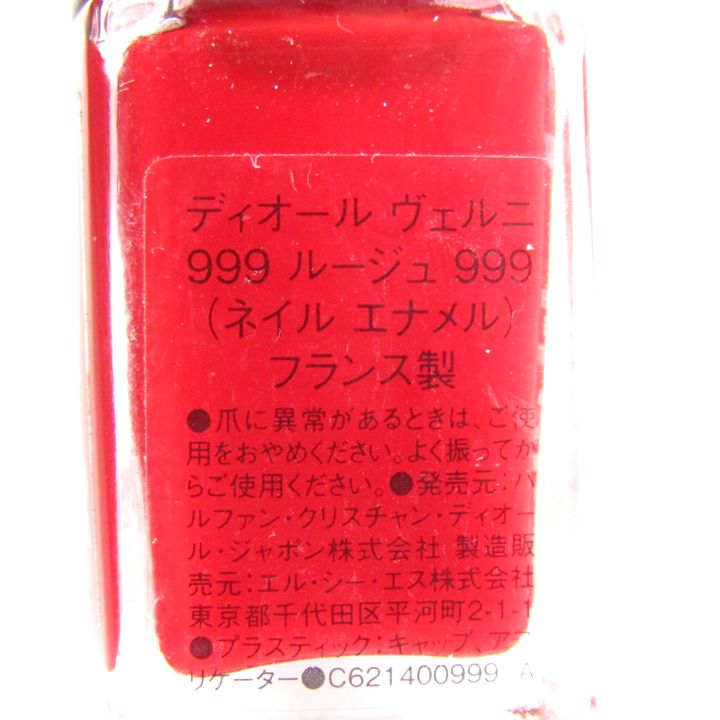 ディオール ヴェルニ
999 ルージュ 999
(ネイル エナメル)
フランス製
●爪に異常があるときは、ご使
用をおやめください。よく振ってか
らご使用ください。●発売元:パ
ルファン・クリスチャン・ディオー
ル・ジャポン株式会社 製造販
売元:エル・シー・エス株式会社
東京都千代田区平河町2-1-1
●プラスティック:キャップ、アプ
リケーター●C621400999 A